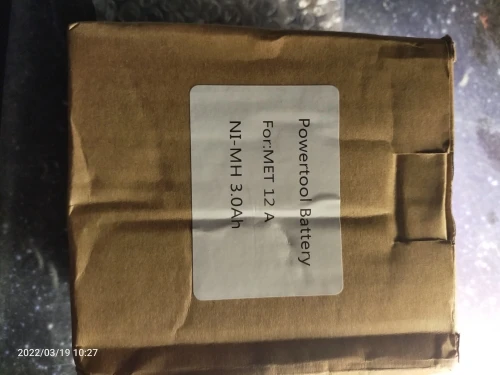 Powertool Battery
For:MET 12 A
NI-MH 3.0Ah
2022/03/19 10:27